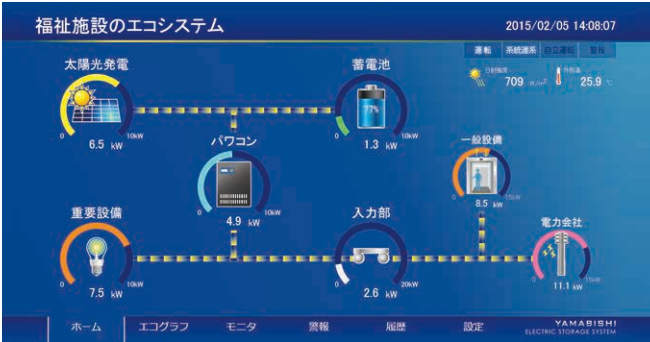 福祉施設のエコシステム
2015/02/05 14:08:07
運転 系統連系 自立運転 警報
太陽光発電
0 10kW
6.5 kW
蓄電池
77%
0 10kW
1.3 kW
日射強度
709 W/m²
外気温
25.9 ℃
パワコン
0 10kW
4.9 kW
一般設備
0 15kW
8.5 kW
重要設備
0 10kW
7.5 kW
入力部
0 20kW
2.6 kW
電力会社
0 15kW
11.1 kW
ホーム エコグラフ モニタ 警報 履歴 設定
YAMABISHI
ELECTRIC STORAGE SYSTEM